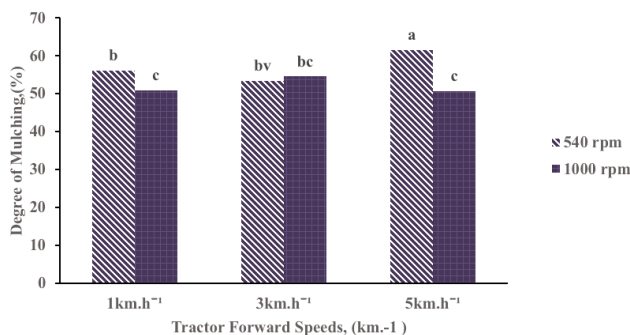 Degree of Mulching,(%)
70
60
50
40
30
20
10
0
b
c
bv
bc
a
c
1km.h⁻¹
3km.h⁻¹
5km.h⁻¹
Tractor Forward Speeds, (km.-1 )
540 rpm
1000 rpm